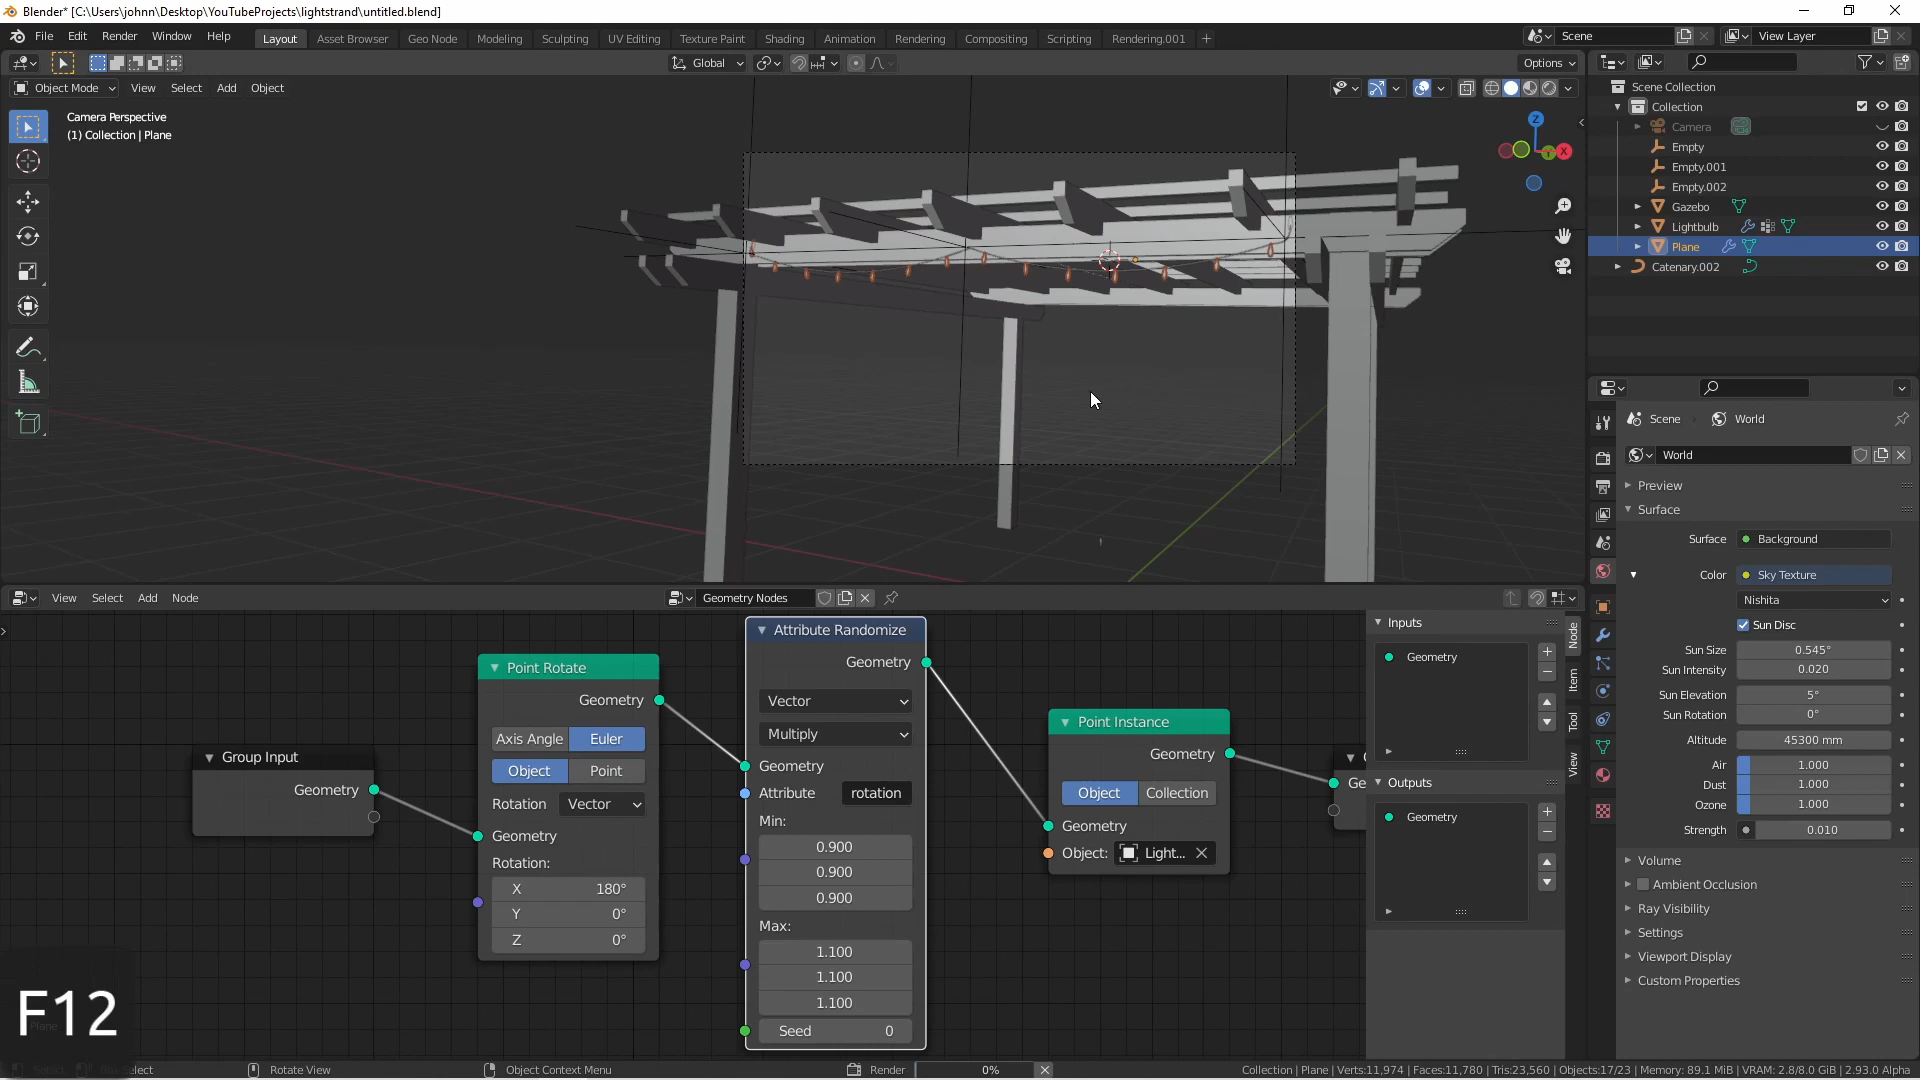 Blender* [C:\Users\johnn\Desktop\YouTubeProjects\lightstrand\untitled.blend]
File Edit Render Window Help Layout Asset Browser Geo Node Modeling Sculpting UV Editing Texture Paint Shading Animation Rendering Compositing Scripting Rendering.001 + Scene View Layer
Global Options
Object Mode View Select Add Object
Camera Perspective
(1) Collection | Plane
Z
X
Y
Scene Collection
Collection
Camera
Empty
Empty.001
Empty.002
Gazebo
Lightbulb
Plane
Catenary.002
Scene World
World
Preview
Surface
Surface Background
Color Sky Texture
Nishita
Sun Disc
Sun Size 0.545°
Sun Intensity 0.020
Sun Elevation 5°
Sun Rotation 0°
Altitude 45300 mm
Air 1.000
Dust 1.000
Ozone 1.000
Strength 0.010
Volume
Ambient Occlusion
Ray Visibility
Settings
Viewport Display
Custom Properties
View Select Add Node Geometry Nodes
Group Input
Geometry
Point Rotate
Geometry
Axis Angle Euler
Object Point
Rotation Vector
Geometry
Rotation:
X 180°
Y 0°
Z 0°
Attribute Randomize
Geometry
Vector
Multiply
Geometry
Attribute rotation
Min:
0.900
0.900
0.900
Max:
1.100
1.100
1.100
Seed 0
Point Instance
Geometry
Object Collection
Geometry
Object: Light...
Ge
Inputs
Geometry
Outputs
Geometry
Node
Item
Tool
View
F12
Select
Rotate View
Object Context Menu
Render 0%
Collection | Plane | Verts:11,974 | Faces:11,780 | Tris:23,560 | Objects:17/23 | Memory: 89.1 MiB | VRAM: 2.8/8.0 GiB | 2.93.0 Alpha